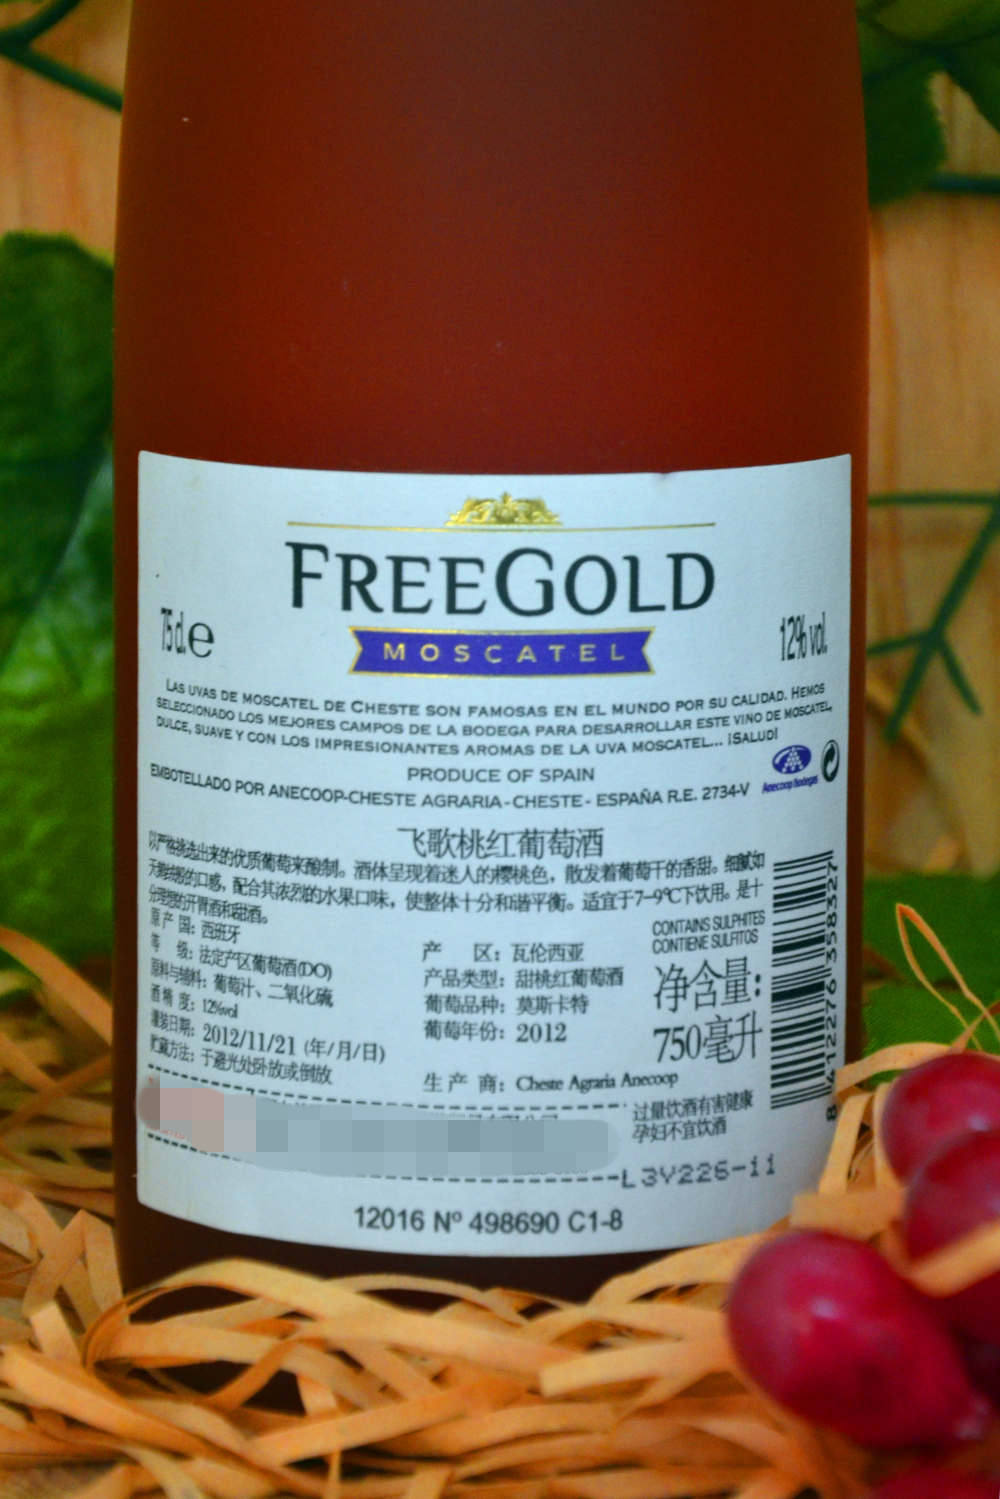 FREEGOLD
75 cl. e
MOSCATEL
12% vol.
LAS UVAS DE MOSCATEL DE CHESTE SON FAMOSAS EN EL MUNDO POR SU CALIDAD. HEMOS
SELECCIONADO LOS MEJORES CAMPOS DE LA BODEGA PARA DESARROLLAR ESTE VINO DE MOSCATEL,
DULCE, SUAVE Y CON LOS IMPRESIONANTES AROMAS DE LA UVA MOSCATEL... ¡SALUD!
PRODUCE OF SPAIN
Anecoop Bodegas
EMBOTELLADO POR ANECOOP-CHESTE AGRARIA-CHESTE- ESPAÑA R.E. 2734-V
飞歌桃红葡萄酒
以严格挑选出来的优质葡萄来酿制。酒体呈现着迷人的樱桃色，散发着葡萄干的香甜。细腻如
天鹅绒般的口感，配合其浓烈的水果口味，使整体十分和谐平衡。适宜于7-9℃下饮用。是十
分理想的开胃酒和甜酒。
原产国：西班牙
等级：法定产区葡萄酒(DO)
原料与辅料：葡萄汁、二氧化硫
酒精度：12%vol
灌装日期：2012/11/21 (年/月/日)
贮藏方法：于避光处卧放或倒放
产区：瓦伦西亚
产品类型：甜桃红葡萄酒
葡萄品种：莫斯卡特
葡萄年份：2012
生产商：Cheste Agraria Anecoop
CONTAINS SULPHITES
CONTIENE SULFITOS
净含量：
750毫升
8 412276 358327
过量饮酒有害健康
孕妇不宜饮酒
L3V226-11
12016 Nº 498690 C1-8